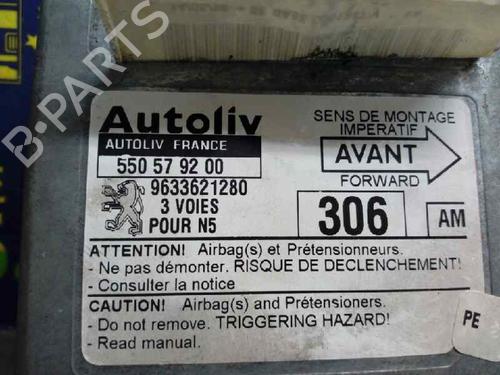 Autoliv
AUTOLIV FRANCE
550 57 92 00
9633621280
3 VOIES
POUR N5
SENS DE MONTAGE
IMPERATIF
AVANT
FORWARD
306
AM
ATTENTION! Airbag(s) et Prétensionneurs.
- Ne pas démonter. RISQUE DE DECLENCHEMENT!
- Consulter la notice
CAUTION! Airbag(s) and Prétensioners.
- Do not remove. TRIGGERING HAZARD!
- Read manual.
PE
B-PARTS